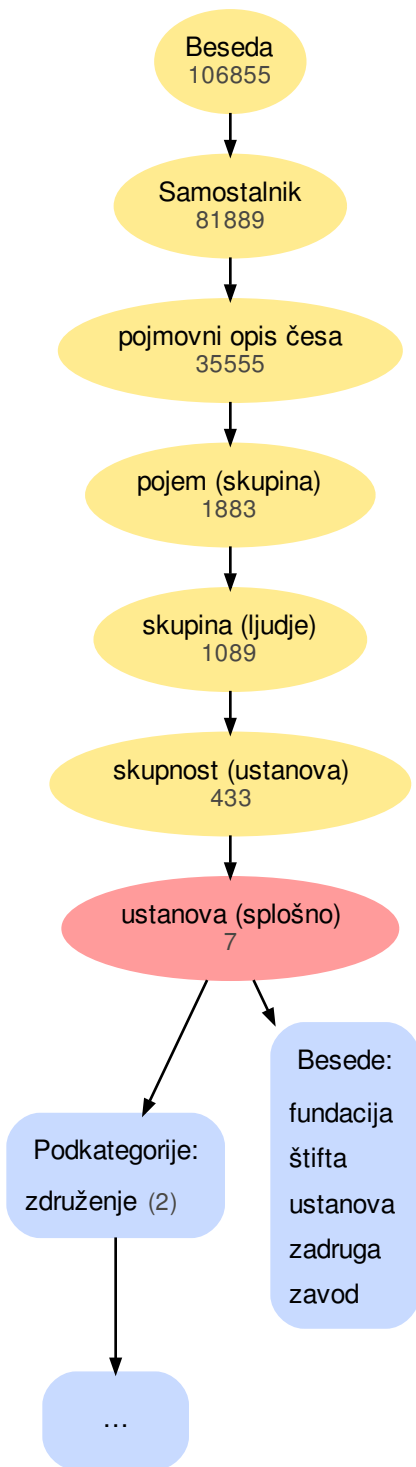 Beseda
106855
Samostalnik
81889
pojmovni opis česa
35555
pojem (skupina)
1883
skupina (ljudje)
1089
skupnost (ustanova)
433
ustanova (splošno)
7
Besede:
fundacija
štifta
ustanova
zadruga
zavod
Podkategorije:
združenje (2)
...